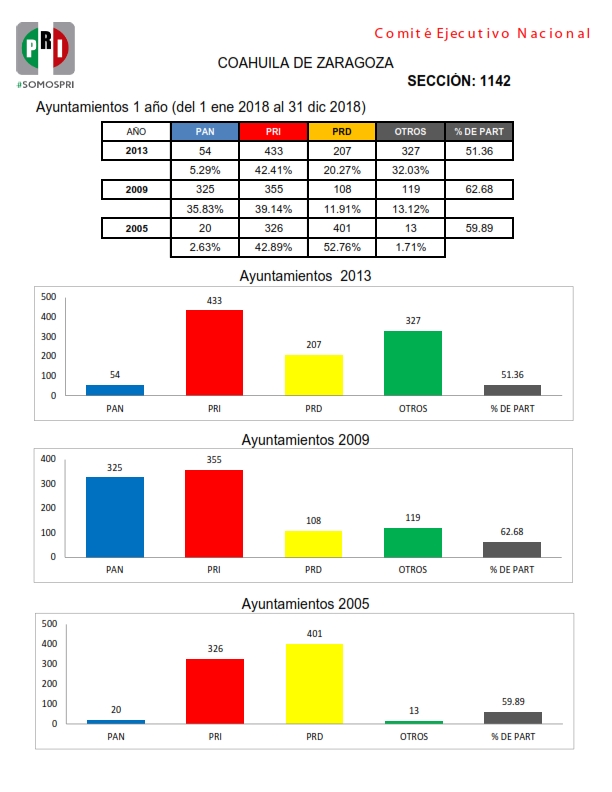 PRI
#SOMOSPRI
Comité Ejecutivo Nacional
COAHUILA DE ZARAGOZA
SECCIÓN: 1142
Ayuntamientos 1 año (del 1 ene 2018 al 31 dic 2018)
AÑO PAN PRI PRD OTROS % DE PART
2013 54 433 207 327 51.36
5.29% 42.41% 20.27% 32.03%
2009 325 355 108 119 62.68
35.83% 39.14% 11.91% 13.12%
2005 20 326 401 13 59.89
2.63% 42.89% 52.76% 1.71%
Ayuntamientos 2013
500
400
300
200
100
0
54 433 207 327 51.36
PAN PRI PRD OTROS % DE PART
Ayuntamientos 2009
400
300
200
100
0
325 355 108 119 62.68
PAN PRI PRD OTROS % DE PART
Ayuntamientos 2005
500
400
300
200
100
0
20 326 401 13 59.89
PAN PRI PRD OTROS % DE PART